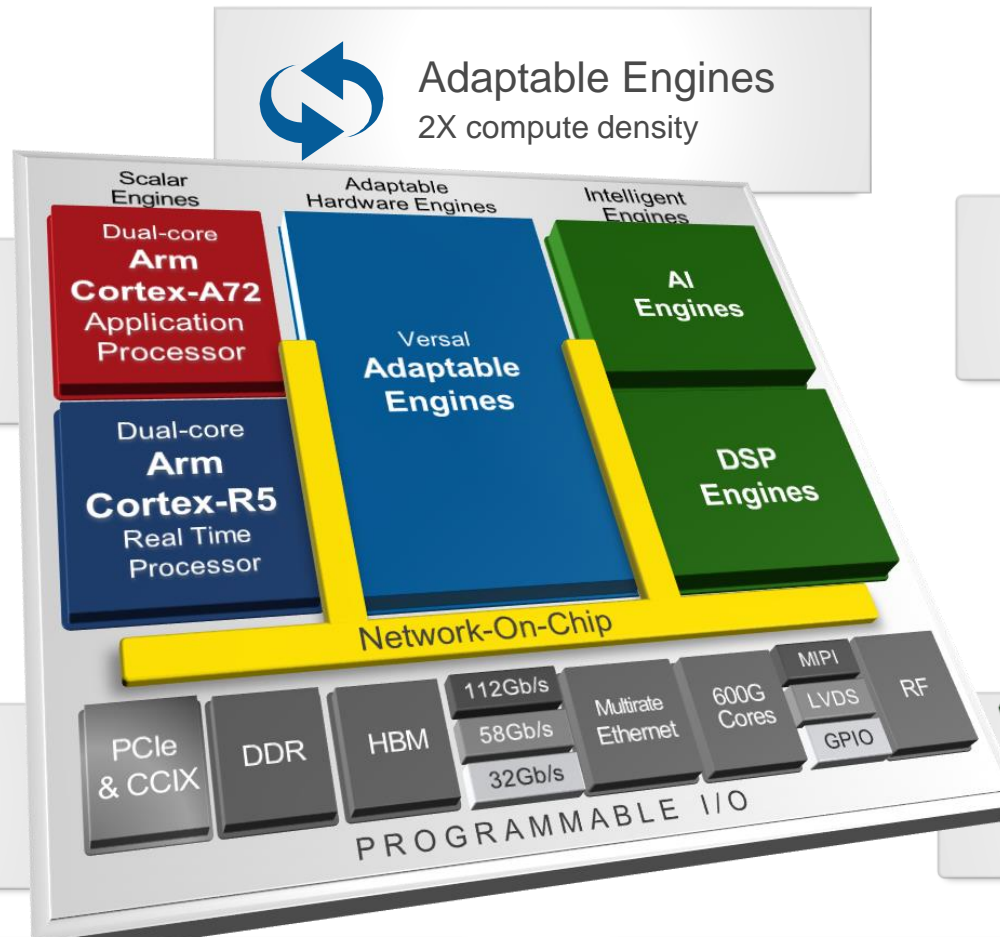 Adaptable Engines
2X compute density
Scalar
Engines
Adaptable
Hardware Engines
Intelligent
Engines
Dual-core
Arm
Cortex-A72
Application
Processor
Versal
Adaptable
Engines
AI
Engines
Dual-core
Arm
Cortex-R5
Real Time
Processor
DSP
Engines
Network-On-Chip
PCIe
& CCIX
DDR
HBM
112Gb/s
58Gb/s
32Gb/s
Multirate
Ethernet
600G
Cores
MIPI
LVDS
GPIO
RF
PROGRAMMABLE I/O